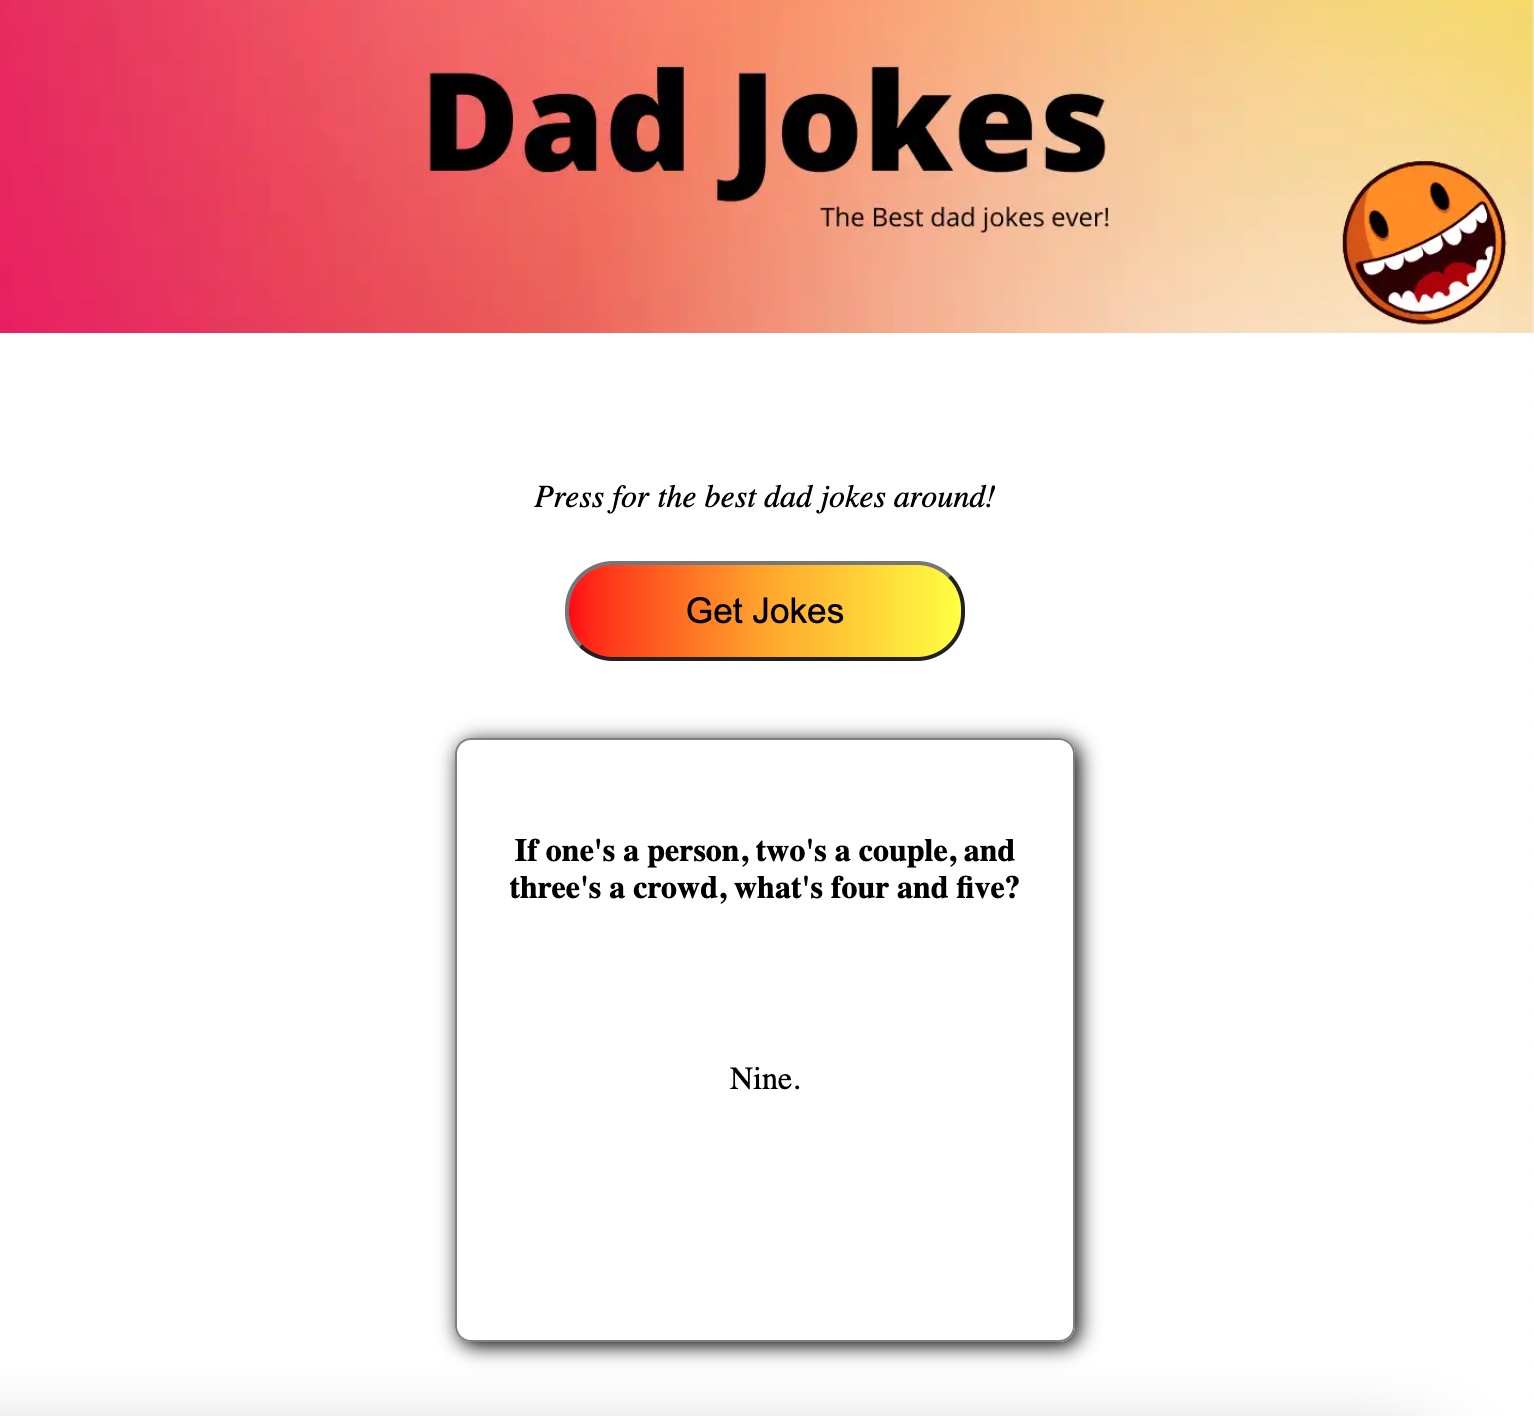 Dad Jokes
The Best dad jokes ever!
Press for the best dad jokes around!
Get Jokes
If one's a person, two's a couple, and
three's a crowd, what's four and five?
Nine.